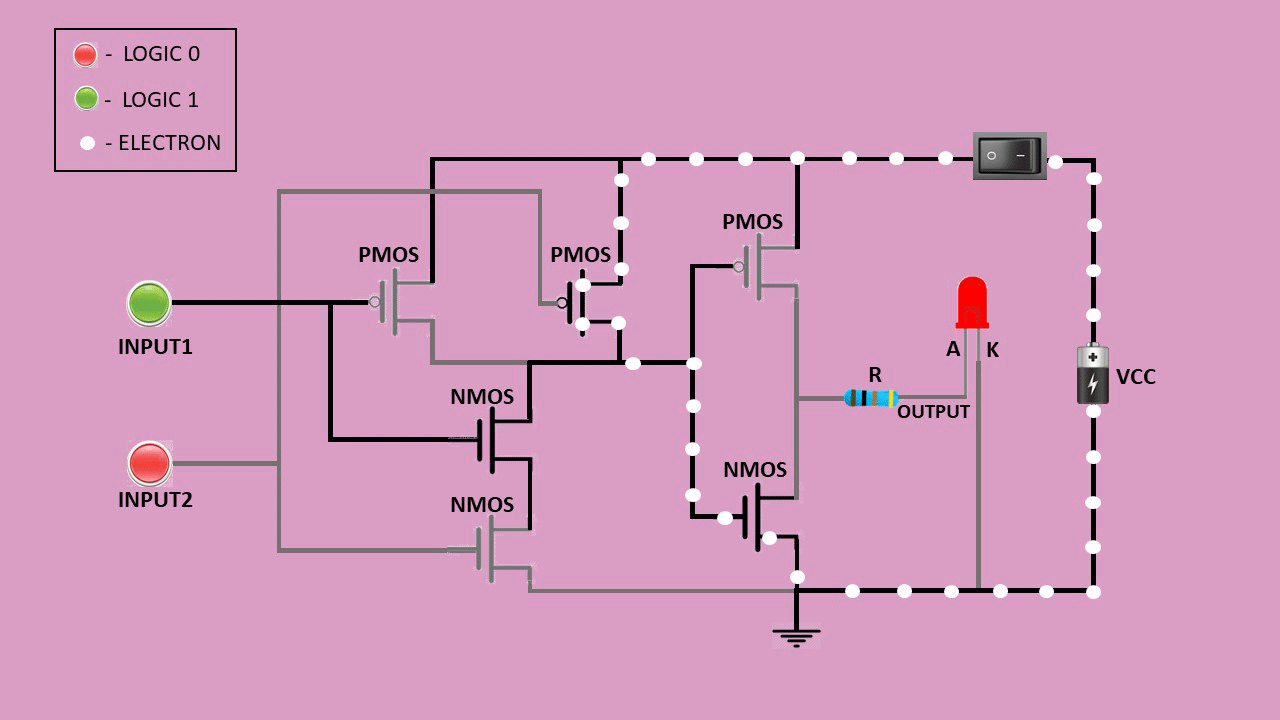 - LOGIC 0
- LOGIC 1
- ELECTRON
PMOS
PMOS
PMOS
INPUT1
A
K
VCC
R
NMOS
OUTPUT
INPUT2
NMOS
NMOS